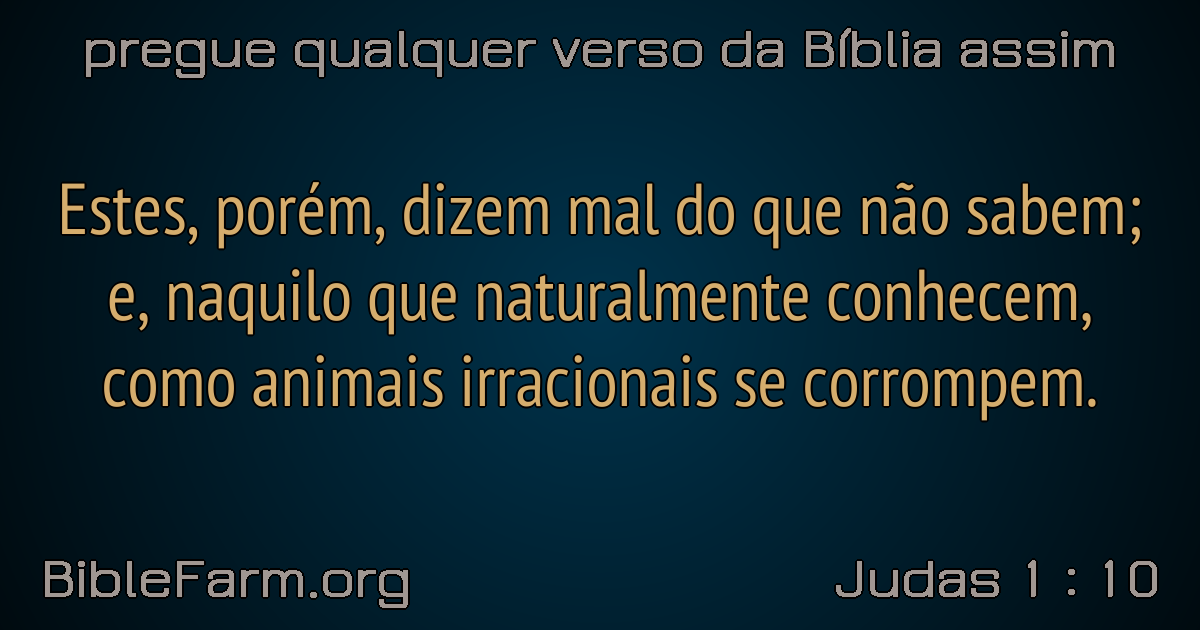 pregue qualquer verso da Bíblia assim
Estes, porém, dizem mal do que não sabem;
e, naquilo que naturalmente conhecem,
como animais irracionais se corrompem.
BibleFarm.org
Judas 1 : 10